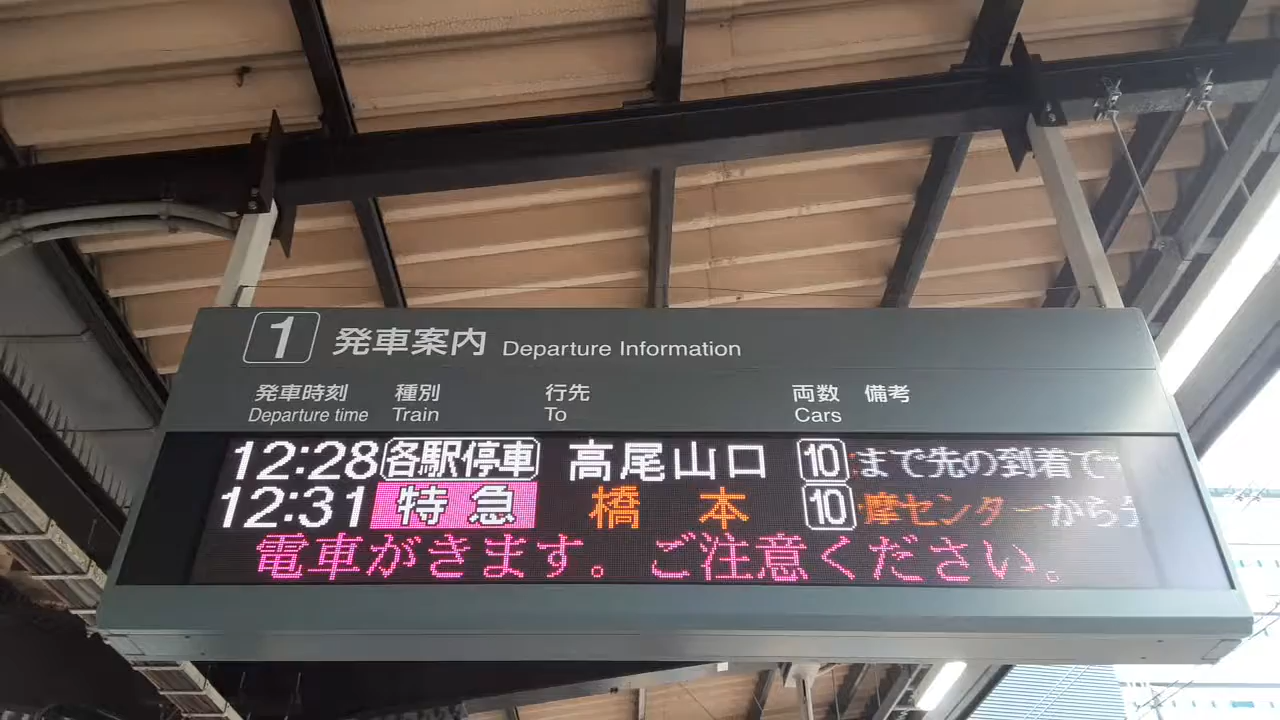 1 発車案内 Departure Information
発車時刻 種別 行先 両数 備考
Departure time Train To Cars
12:28 各駅停車 高尾山口 10 まで先の到着で
12:31 特急 橋本 10 摩センターから
電車がきます。ご注意ください。